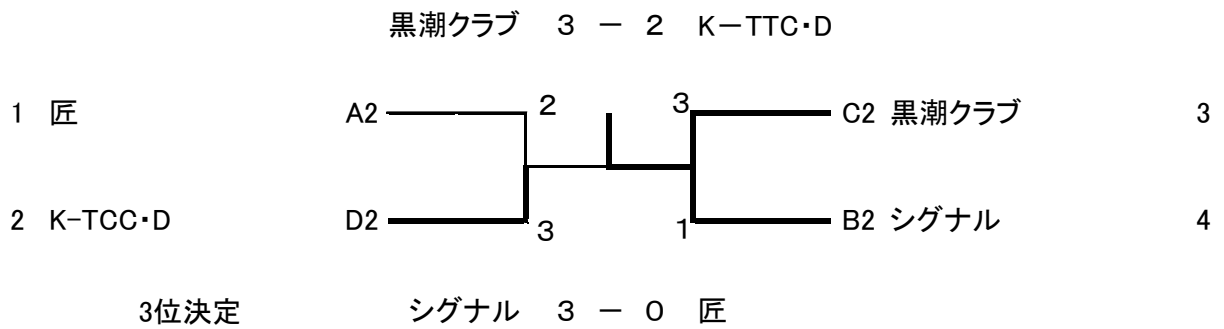 黒潮クラブ 3 － 2 K－TTC・D
1 匠 A2 2 3 C2 黒潮クラブ 3
2 K-TCC・D D2 3 1 B2 シグナル 4
3位決定 シグナル 3 － 0 匠